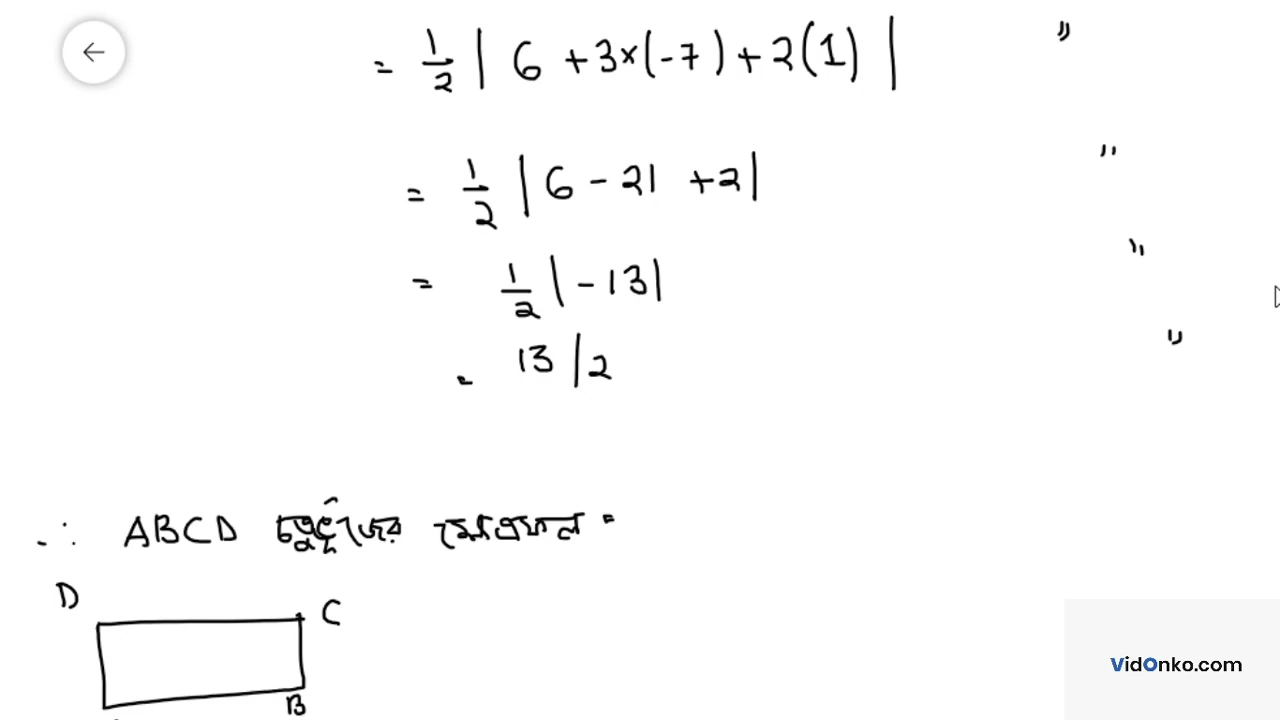 = 1/2 | 6 + 3×(-7) + 2(1) | "
= 1/2 | 6 - 21 + 2 | "
= 1/2 | -13 | "
= 13/2 "
∴ ABCD চতুর্ভুজের ক্ষেত্রফল =
D
C
B
VidOnko.com